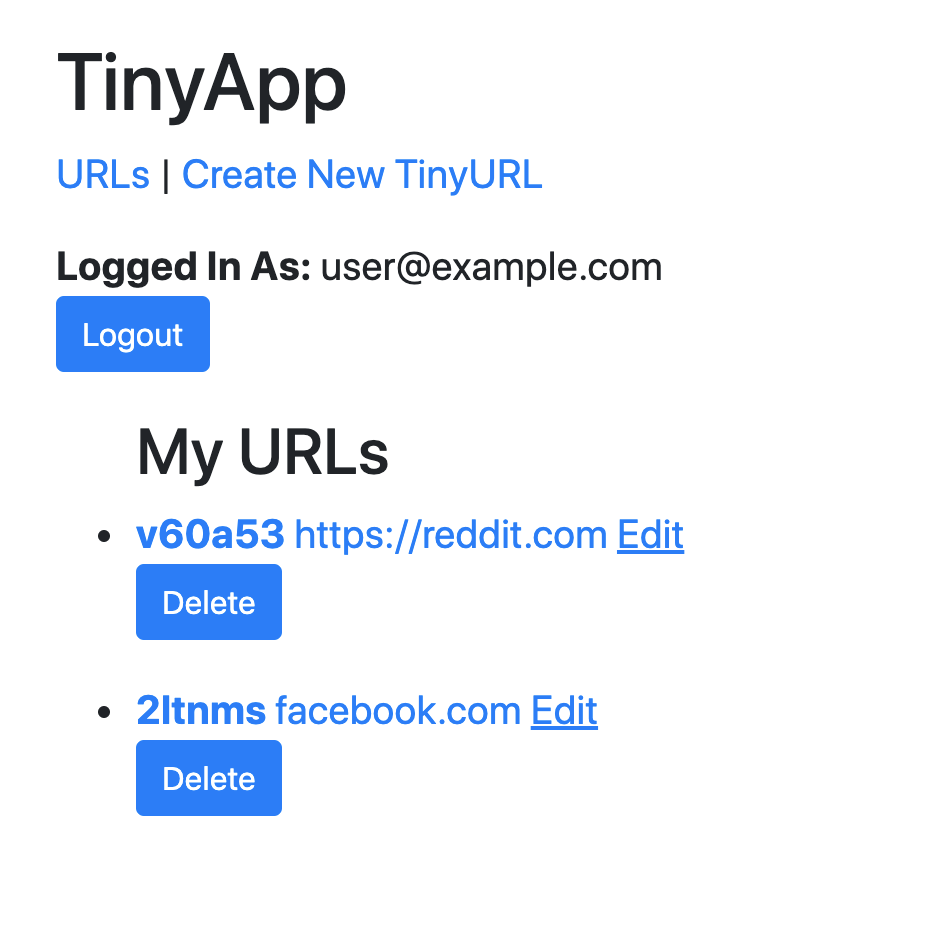 TinyApp
URLs | Create New TinyURL
Logged In As: user@example.com
Logout
My URLs
v60a53 https://reddit.com Edit
Delete
2ltnms facebook.com Edit
Delete